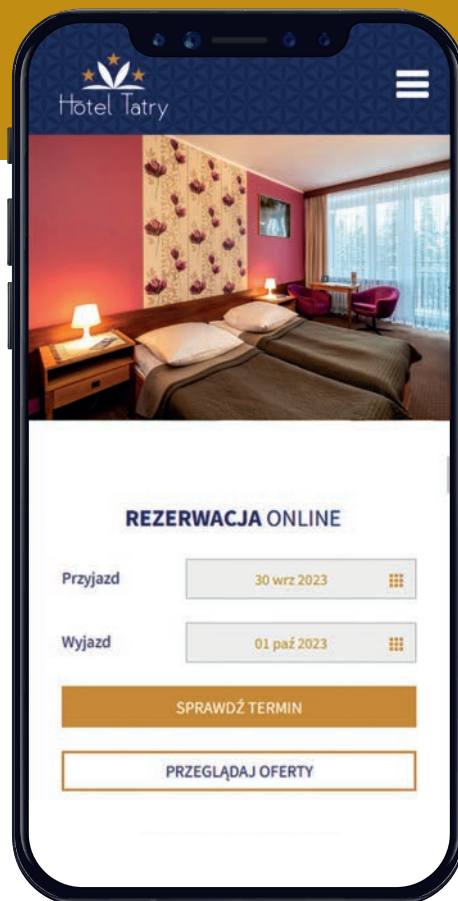 Hotel Tatry
REZERWACJA ONLINE
Przyjazd
30 wrz 2023
Wyjazd
01 paź 2023
SPRAWDŹ TERMIN
PRZEGLĄDAJ OFERTY